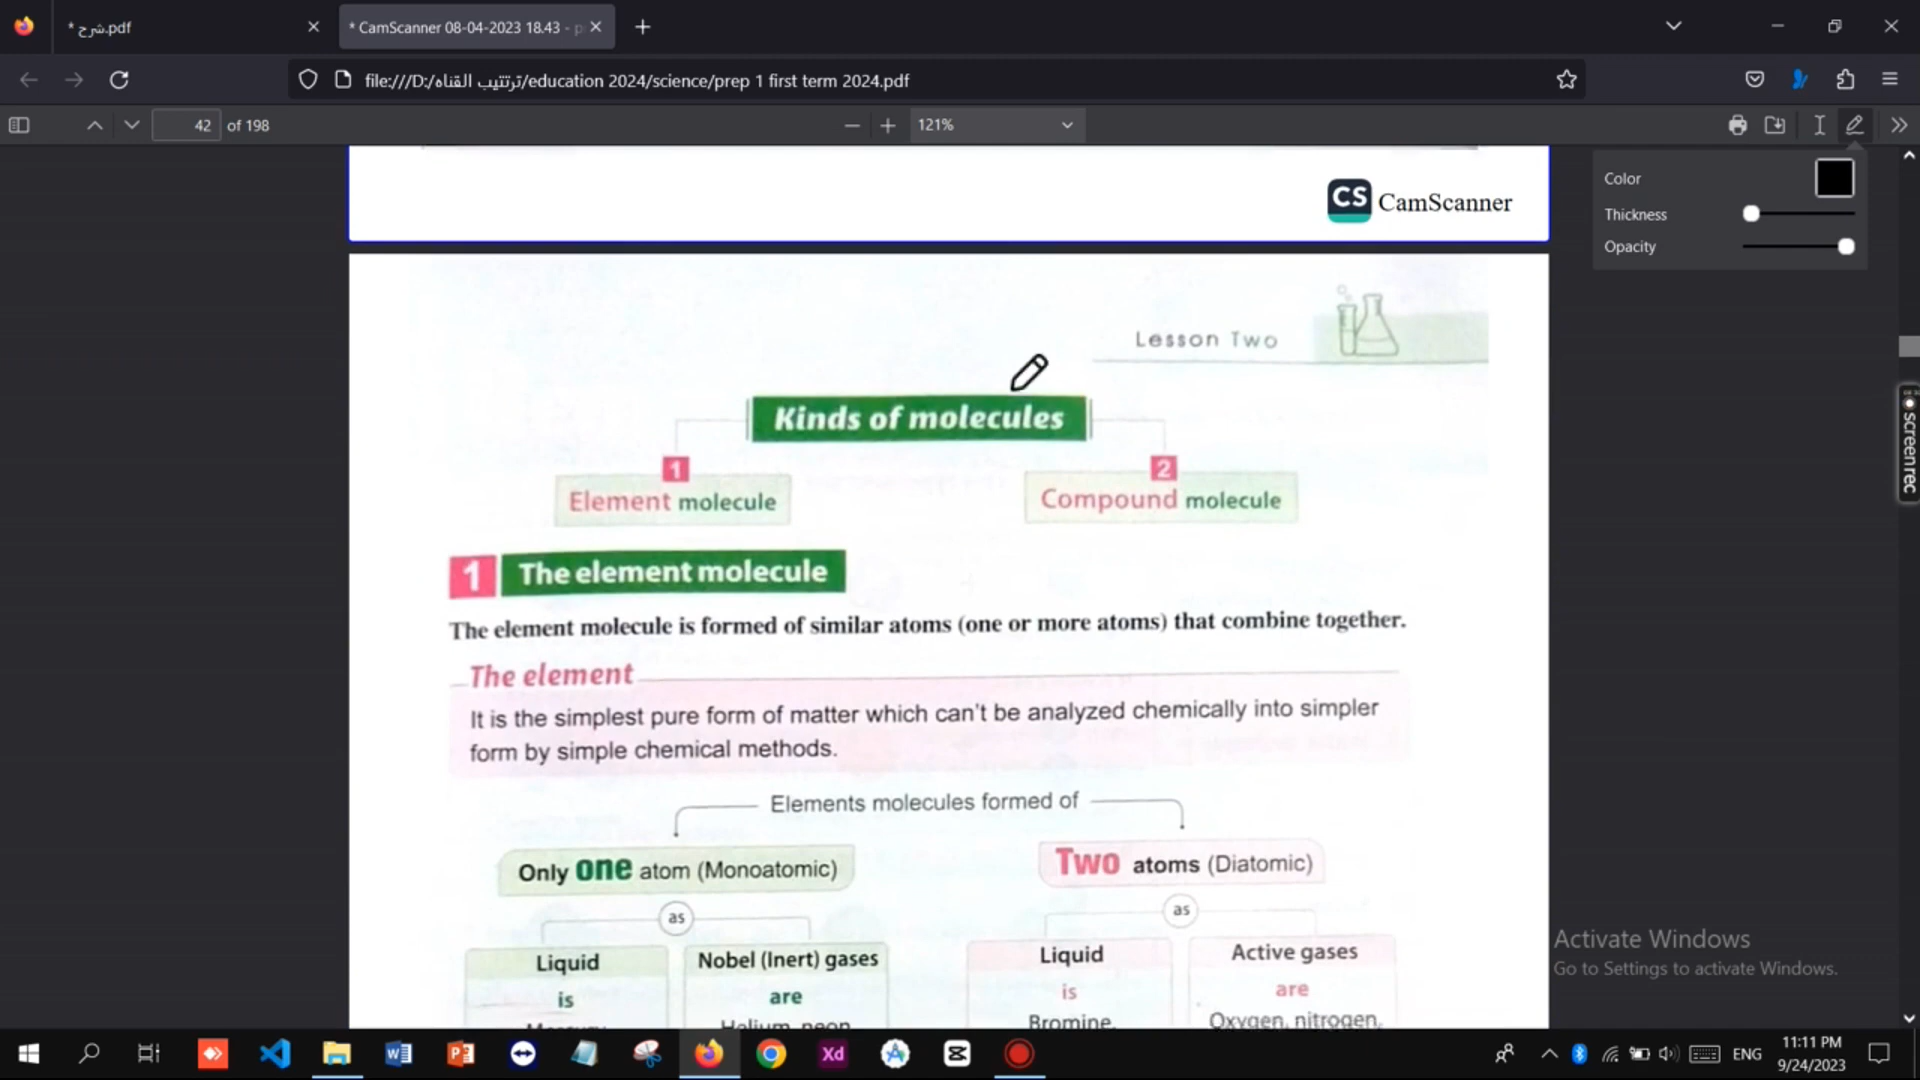 * شرح.pdf
* CamScanner 08-04-2023 18.43 - p
file:///D:/ترتتيب القناه/education 2024/science/prep 1 first term 2024.pdf
42 of 198
121%
Color
Thickness
Opacity
CS CamScanner
Lesson Two
Kinds of molecules
1
2
Element molecule
Compound molecule
1 The element molecule
The element molecule is formed of similar atoms (one or more atoms) that combine together.
The element
It is the simplest pure form of matter which can't be analyzed chemically into simpler
form by simple chemical methods.
Elements molecules formed of
Only one atom (Monoatomic)
Two atoms (Diatomic)
as
as
Liquid
Nobel (Inert) gases
Liquid
Active gases
is
are
is
are
Mercury
Helium, neon
Bromine.
Oxygen, nitrogen,
screenrec
Activate Windows
Go to Settings to activate Windows.
Xd
ENG
11:11 PM
9/24/2023